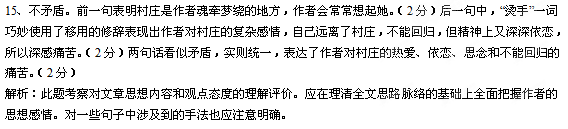 15、不矛盾。前一句表明村庄是作者魂牵梦绕的地方，作者会常常想起她。（2分）后一句中，“烫手”一词
巧妙使用了移用的修辞表现出作者对村庄的复杂感情，自己远离了村庄，不能回归，但精神上又深深依恋，
所以深感痛苦。（2分）两句话看似矛盾，实则统一，表达了作者对村庄的热爱、依恋、思念和不能回归的
痛苦。（2分）
解析：此题考察对文章思想内容和观点态度的理解评价。应在理清全文思路脉络的基础上全面把握作者的
思想感情。对一些句子中涉及到的手法也应注意明确。